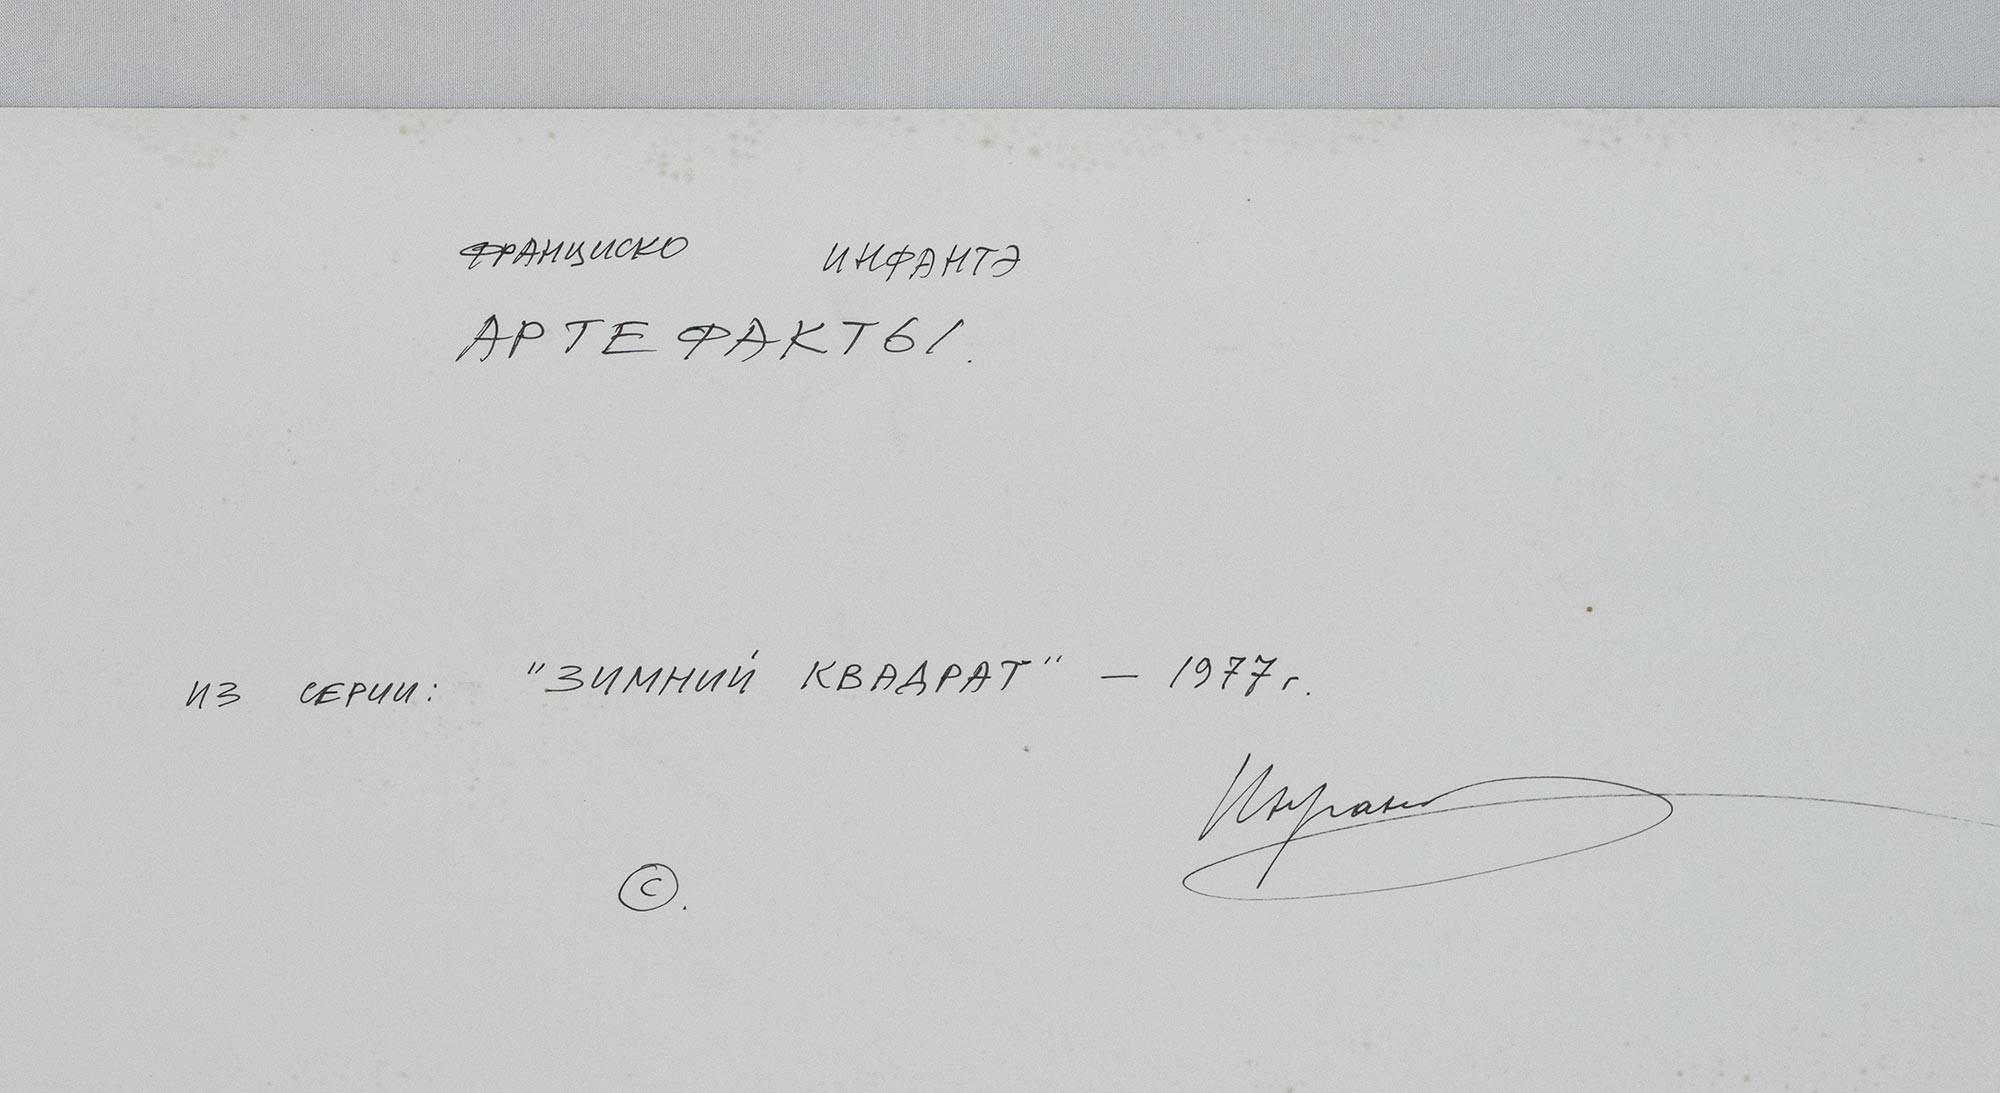 ФРАНЦИСКО ИНФАНТЭ
АРТЕФАКТЫ.
ИЗ СЕРИИ: "ЗИМНИЙ КВАДРАТ" — 1977 г.
©.